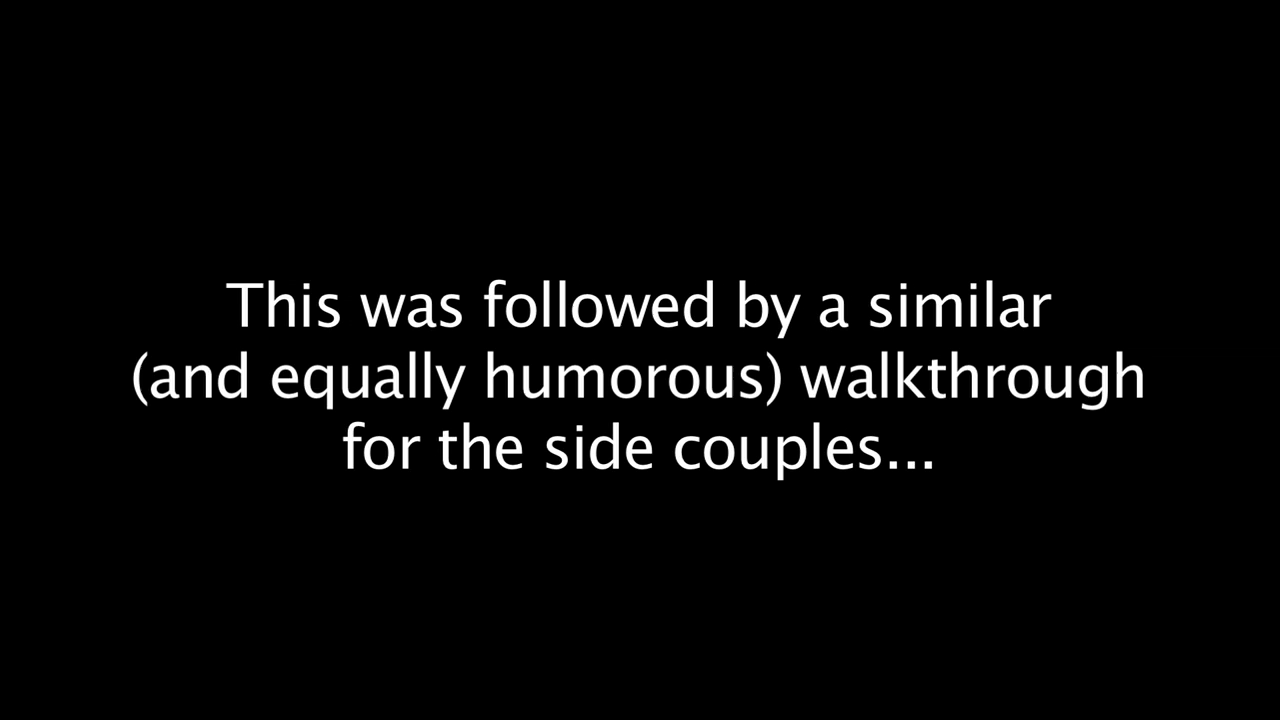 This was followed by a similar
(and equally humorous) walkthrough
for the side couples...